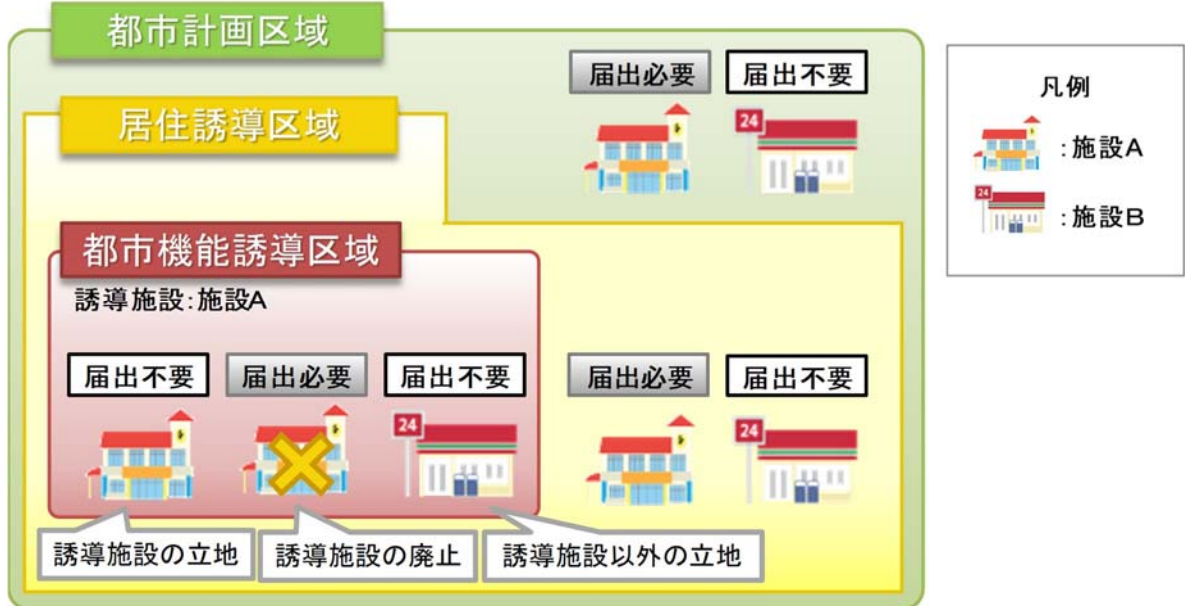 都市計画区域
届出必要
届出不要
24
凡例
:施設A
24
:施設B
居住誘導区域
都市機能誘導区域
誘導施設:施設A
届出不要
届出必要
届出不要
24
届出必要
届出不要
24
誘導施設の立地
誘導施設の廃止
誘導施設以外の立地